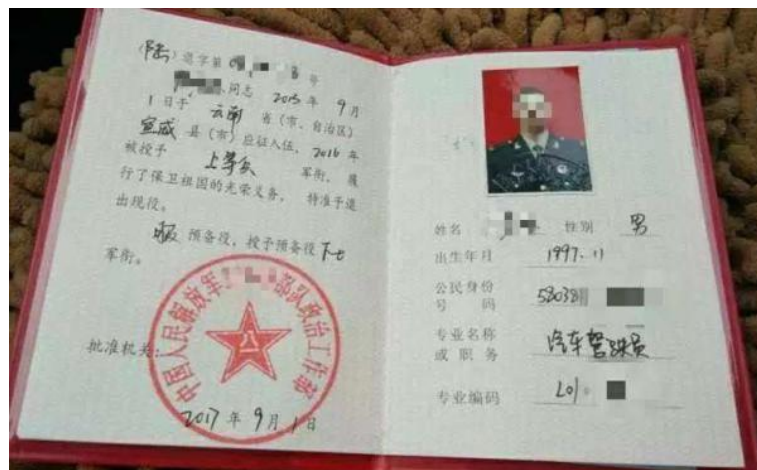 (陆)退字第 号
同志 2015 年 9 月
1 日于 云南 省(市、自治区)
宣威 县(市)应征入伍, 2016 年
被授予 上等兵 军衔, 履
行了保卫祖国的光荣义务, 特准予退
出现役。
服 预备役, 授予预备役 下士
军衔。
中国人民解放军 部队政治工作部
批准机关:
2017 年 9 月 1 日
姓名 性别 男
出生年月 1997.11
公民身份
号 码
专业名称 汽车驾驶员
或职务
专业编码